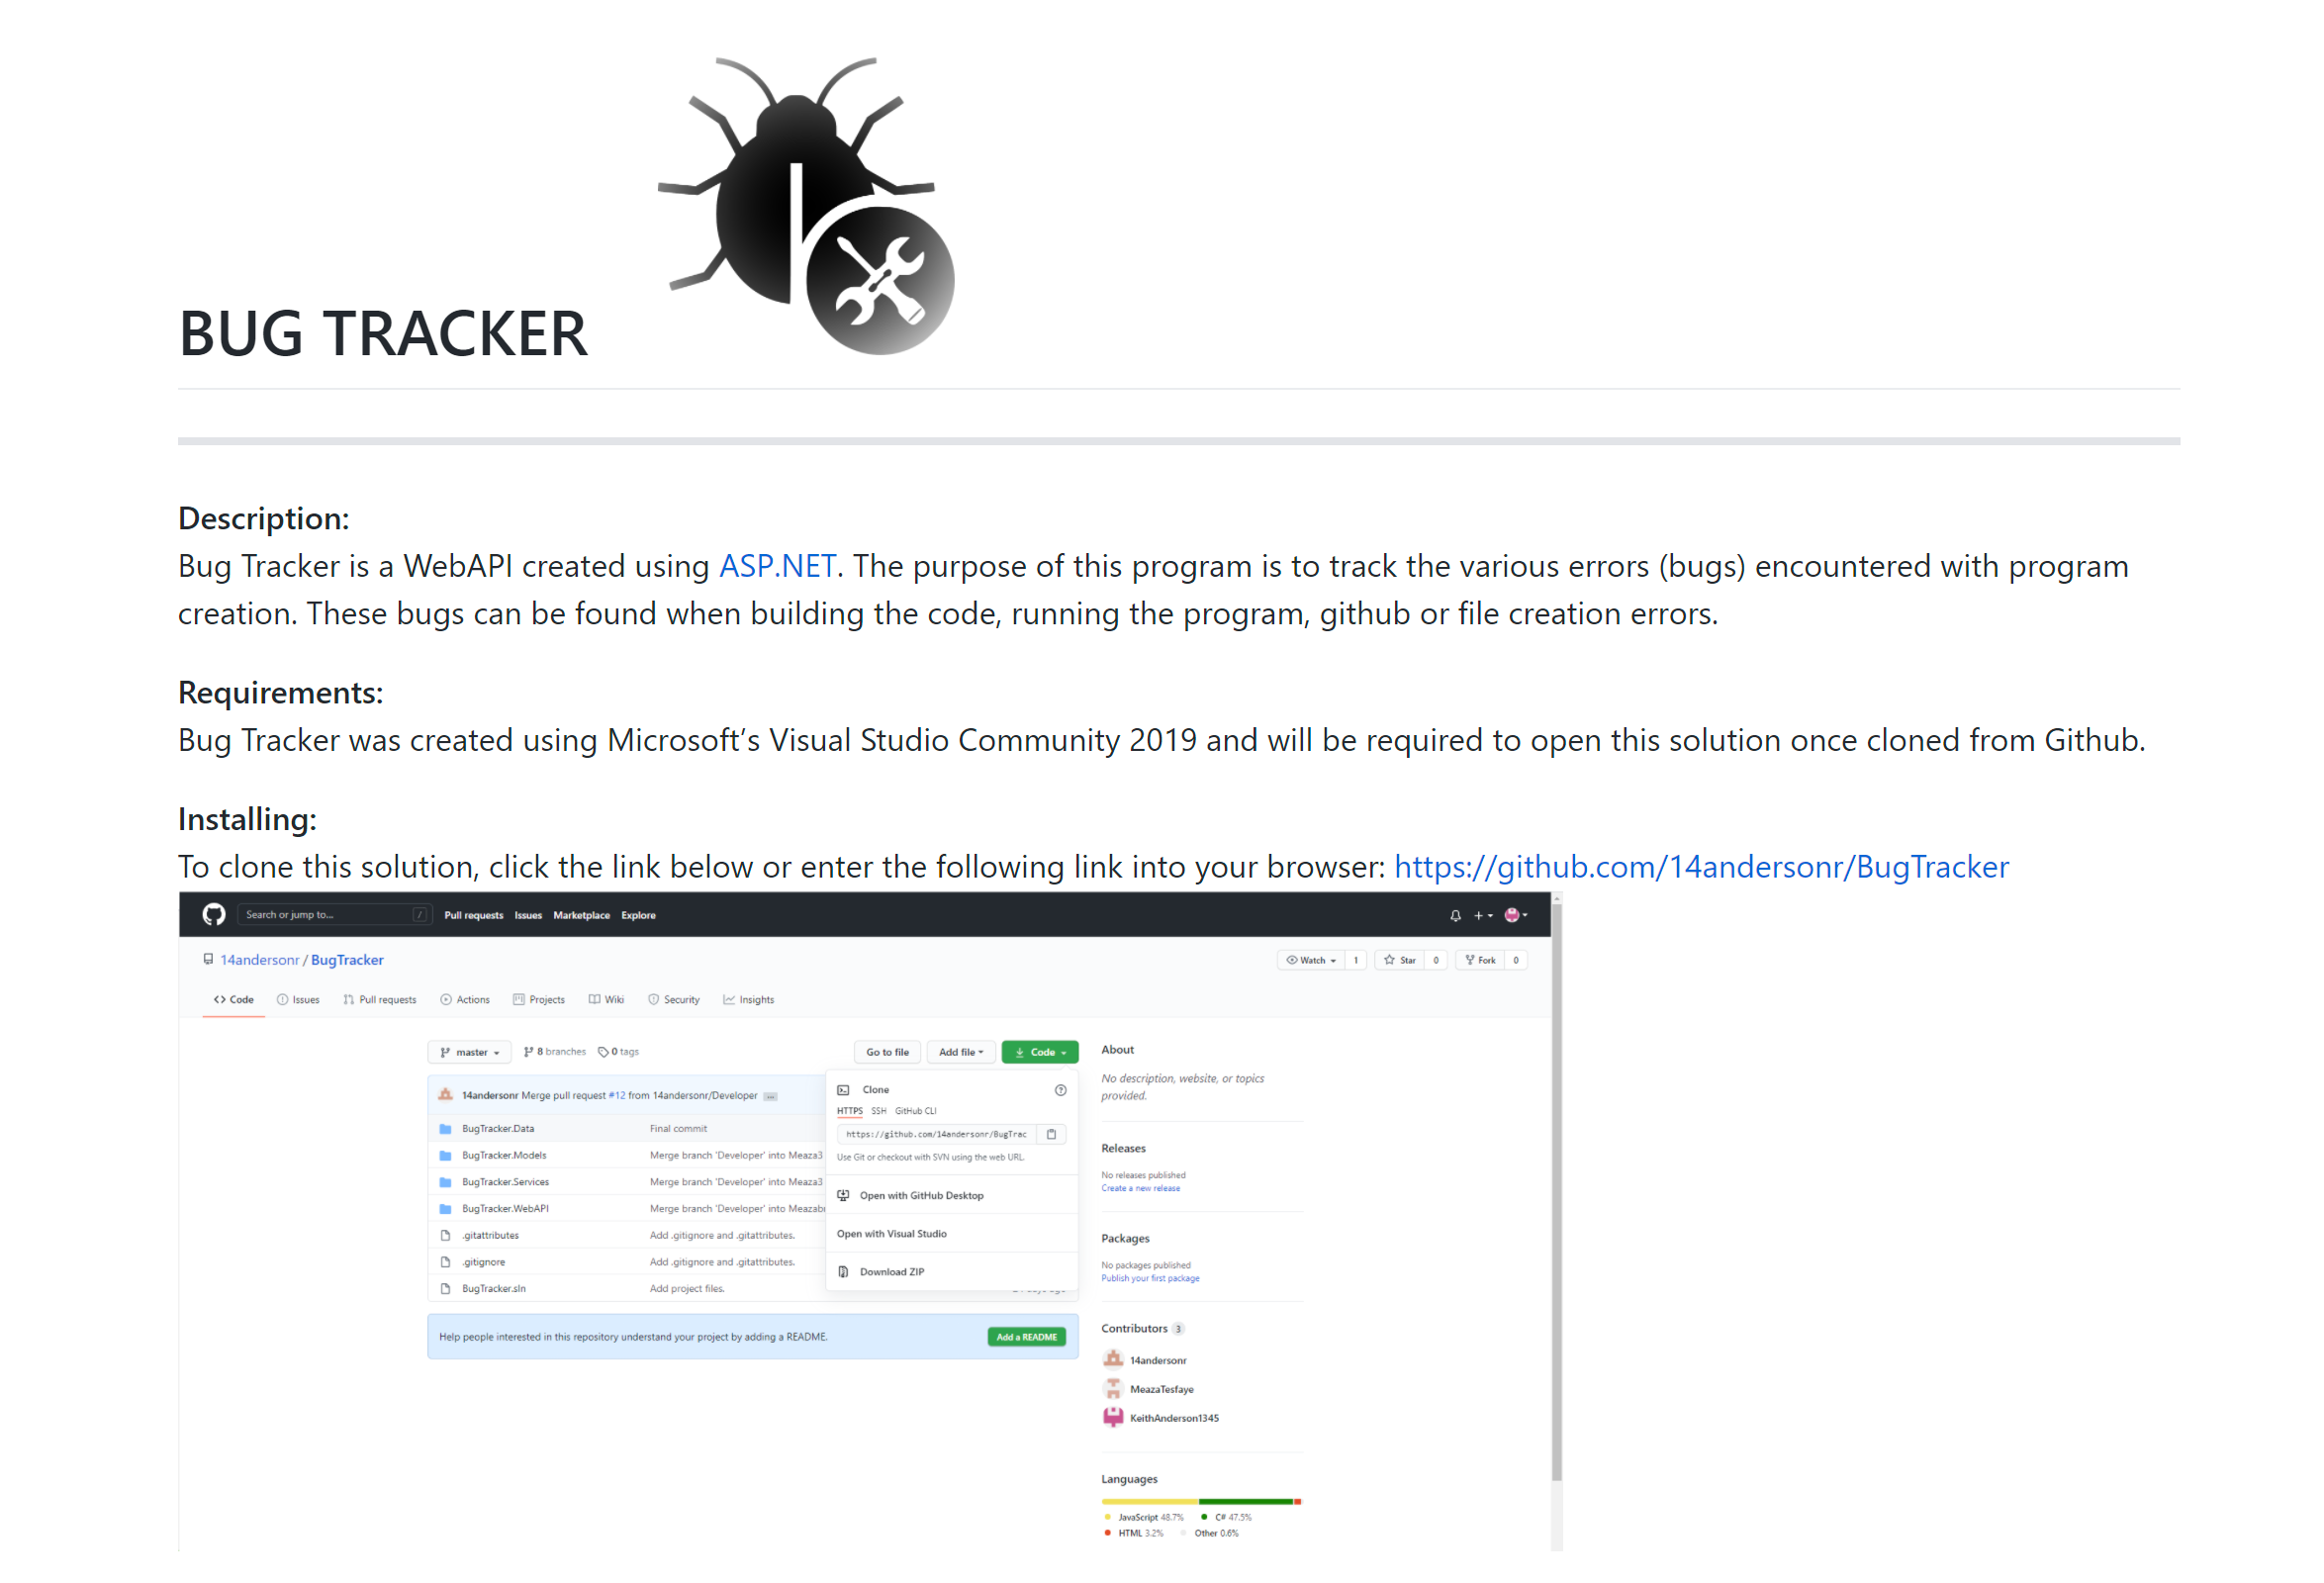 BUG TRACKER
Description:
Bug Tracker is a WebAPI created using ASP.NET. The purpose of this program is to track the various errors (bugs) encountered with program
creation. These bugs can be found when building the code, running the program, github or file creation errors.
Requirements:
Bug Tracker was created using Microsoft’s Visual Studio Community 2019 and will be required to open this solution once cloned from Github.
Installing:
To clone this solution, click the link below or enter the following link into your browser: https://github.com/14andersonr/BugTracker
Search or jump to... / Pull requests Issues Marketplace Explore
14andersonr / BugTracker Watch 1 Star 0 Fork 0
Code Issues Pull requests Actions Projects Wiki Security Insights
master 8 branches 0 tags Go to file Add file Code
14andersonr Merge pull request #12 from 14andersonr/Developer ...
BugTracker.Data Final commit
BugTracker.Models Merge branch 'Developer' into Meaza3
BugTracker.Services Merge branch 'Developer' into Meaza3
BugTracker.WebAPI Merge branch 'Developer' into Meazab
.gitattributes Add .gitignore and .gitattributes.
.gitignore Add .gitignore and .gitattributes.
BugTracker.sln Add project files.
Clone
HTTPS SSH GitHub CLI
https://github.com/14andersonr/BugTrac
Use Git or checkout with SVN using the web URL.
Open with GitHub Desktop
Open with Visual Studio
Download ZIP
Help people interested in this repository understand your project by adding a README. Add a README
About
No description, website, or topics
provided.
Releases
No releases published
Create a new release
Packages
No packages published
Publish your first package
Contributors 3
14andersonr
MeazaTesfaye
KeithAnderson1345
Languages
JavaScript 48.7% C# 47.5%
HTML 3.2% Other 0.6%